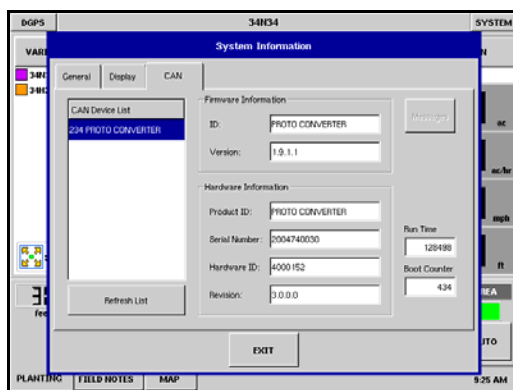 DGPS 34N34 SYSTEM
System Information
General Display CAN
CAN Device List
234 PROTO CONVERTER
Refresh List
Firmware Information
ID: PROTO CONVERTER
Version: 1.9.1.1
Messages
Hardware Information
Product ID: PROTO CONVERTER
Serial Number: 2004740030
Hardware ID: 4000152
Revision: 3.0.0.0
Run Time
128498
Boot Counter
434
EXIT
ac
ac/hr
mph
ft
PLANTING FIELD NOTES MAP 9:25 AM